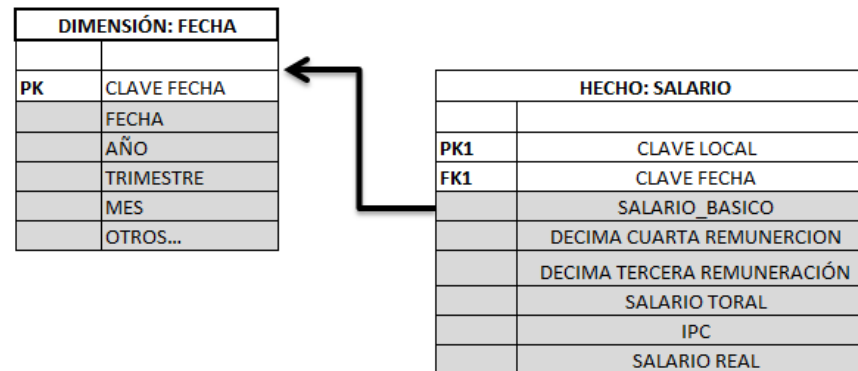 DIMENSIÓN: FECHA
PK CLAVE FECHA
FECHA
AÑO
TRIMESTRE
MES
OTROS...
HECHO: SALARIO
PK1 CLAVE LOCAL
FK1 CLAVE FECHA
SALARIO_BASICO
DECIMA CUARTA REMUNERCION
DECIMA TERCERA REMUNERACIÓN
SALARIO TORAL
IPC
SALARIO REAL